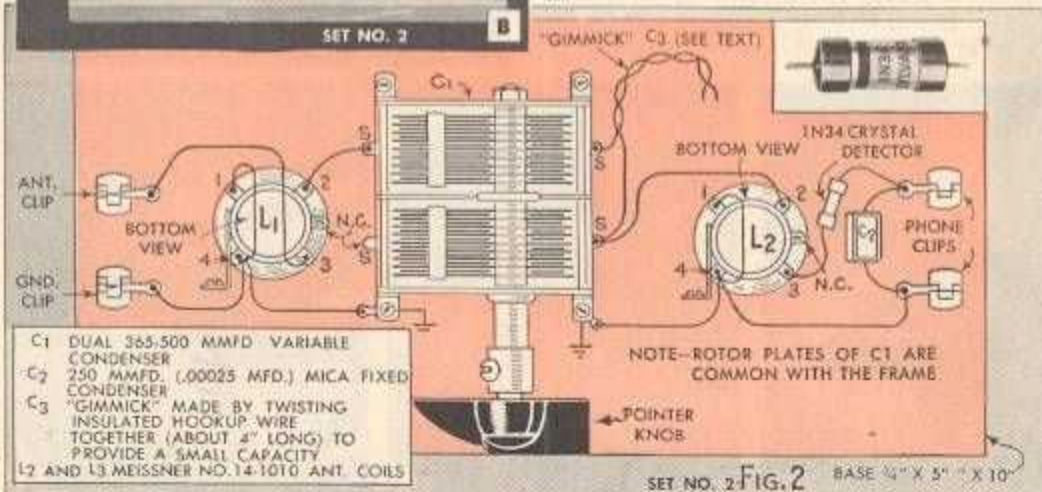 SET NO. 2
B
"GIMMICK" C3 (SEE TEXT)
C1
1N34 CRYSTAL
DETECTOR
BOTTOM VIEW
ANT.
CLIP
1
2
S
S
S
S
BOTTOM
VIEW
L1
N.C.
4
3
GND.
CLIP
1
2
L2
C2
PHONE
CLIPS
4
3
N.C.
C1 DUAL 365-500 MMFD VARIABLE
CONDENSER
C2 250 MMFD. (.00025 MFD.) MICA FIXED
CONDENSER
C3 "GIMMICK" MADE BY TWISTING
INSULATED HOOKUP WIRE
TOGETHER (ABOUT 4" LONG) TO
PROVIDE A SMALL CAPACITY
L2 AND L3 MEISSNER NO. 14-1010 ANT. COILS
NOTE—ROTOR PLATES OF C1 ARE
COMMON WITH THE FRAME
POINTER
KNOB
SET NO. 2-FIG. 2
BASE X 5" " X 10"